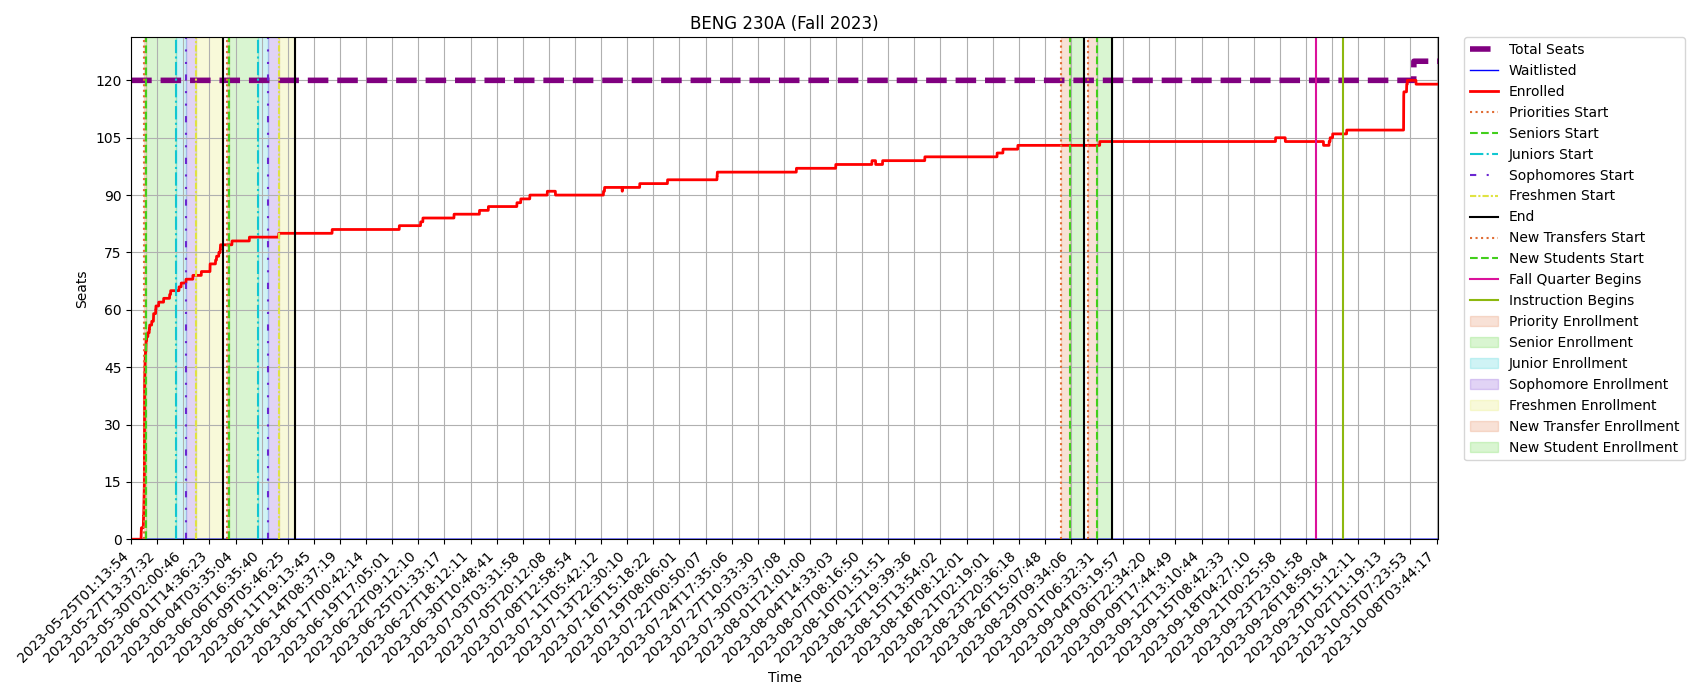 BENG 230A (Fall 2023)
Seats
120
105
90
75
60
45
30
15
0
2023-05-25T01:13:54
2023-05-27T13:37:32
2023-05-30T02:00:46
2023-06-01T14:36:23
2023-06-04T03:35:04
2023-06-06T16:35:40
2023-06-09T05:46:25
2023-06-11T19:13:45
2023-06-14T08:37:19
2023-06-17T00:42:14
2023-06-19T17:05:01
2023-06-22T09:12:10
2023-06-25T01:33:17
2023-06-27T18:12:11
2023-06-30T10:48:41
2023-07-03T03:31:58
2023-07-05T20:12:08
2023-07-08T12:58:54
2023-07-11T05:42:12
2023-07-13T22:30:10
2023-07-16T15:18:22
2023-07-19T08:06:01
2023-07-22T00:50:07
2023-07-24T17:35:06
2023-07-27T10:33:30
2023-07-30T03:37:08
2023-08-01T21:01:00
2023-08-04T14:33:03
2023-08-07T08:16:50
2023-08-10T01:51:51
2023-08-12T19:39:36
2023-08-15T13:54:02
2023-08-18T08:12:01
2023-08-21T02:19:01
2023-08-23T20:36:18
2023-08-26T15:07:48
2023-08-29T09:34:06
2023-09-01T06:32:31
2023-09-04T03:19:57
2023-09-06T22:34:20
2023-09-09T17:44:49
2023-09-12T13:10:44
2023-09-15T08:42:33
2023-09-18T04:27:10
2023-09-21T00:25:58
2023-09-23T23:01:58
2023-09-26T18:59:04
2023-09-29T15:12:11
2023-10-02T11:19:13
2023-10-05T07:23:53
2023-10-08T03:44:17
Time
Total Seats
Waitlisted
Enrolled
Priorities Start
Seniors Start
Juniors Start
Sophomores Start
Freshmen Start
End
New Transfers Start
New Students Start
Fall Quarter Begins
Instruction Begins
Priority Enrollment
Senior Enrollment
Junior Enrollment
Sophomore Enrollment
Freshmen Enrollment
New Transfer Enrollment
New Student Enrollment